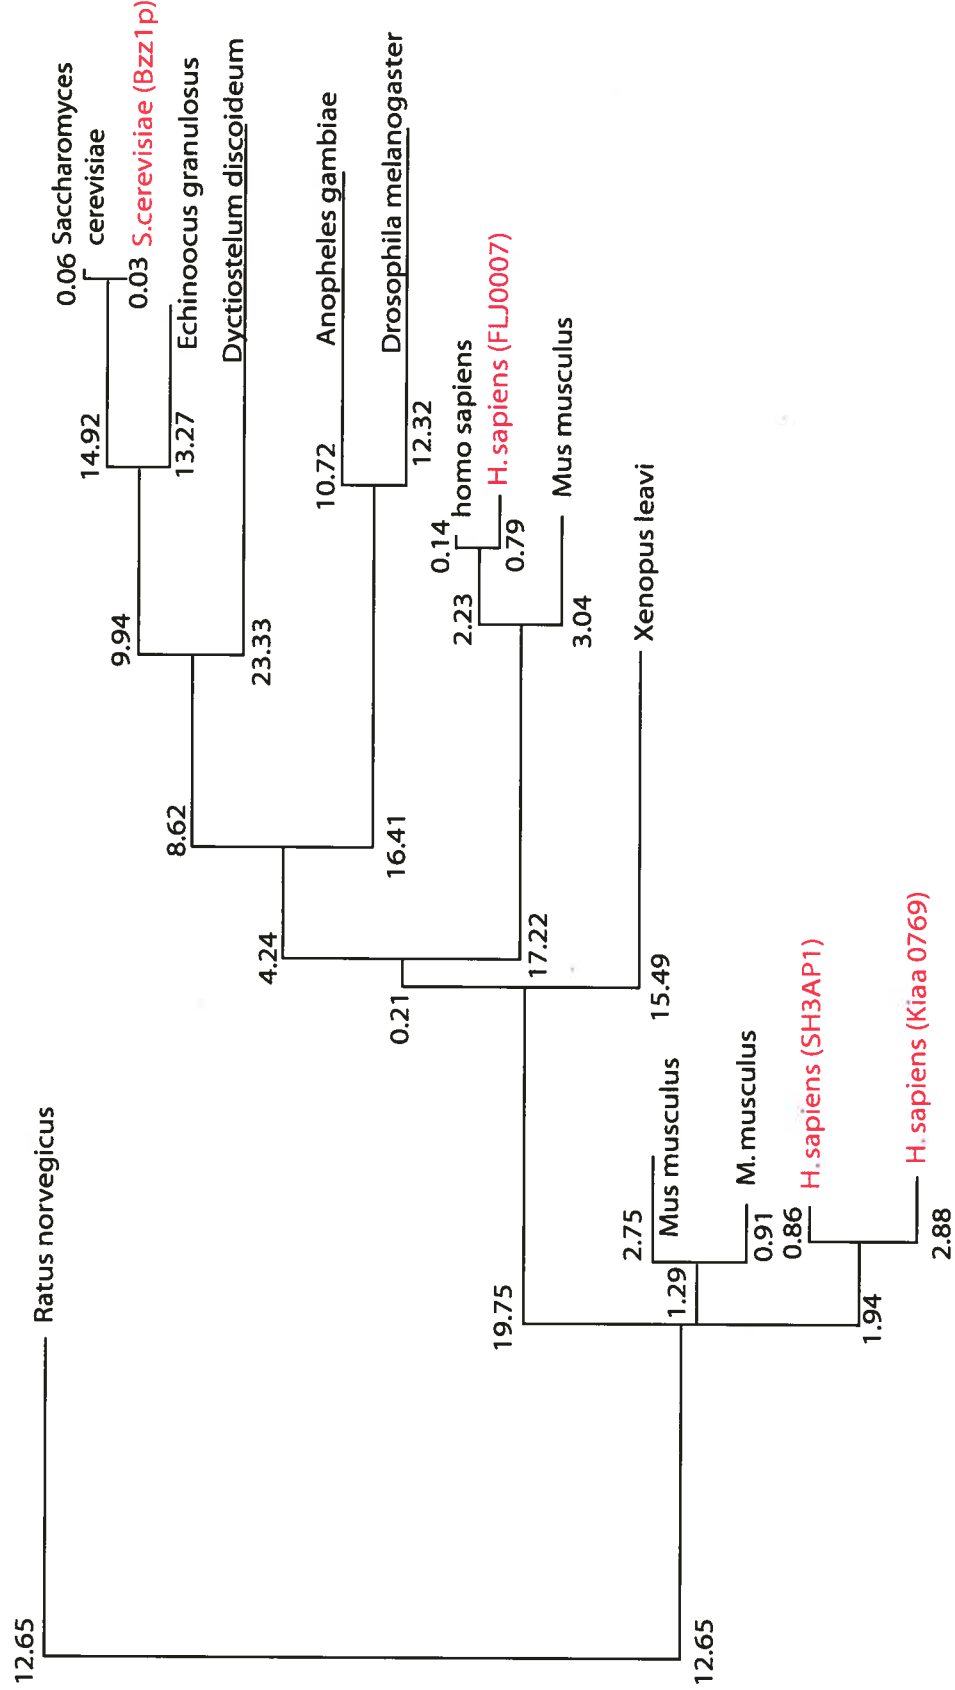 12.65
Ratus norvegicus
0.06 Saccharomyces
cerevisiae
14.92
0.03 S.cerevisiae (Bzz1p)
9.94
13.27
Echinoocus granulosus
8.62
23.33
Dyctiostelum discoideum
4.24
10.72
Anopheles gambiae
16.41
12.32
Drosophila melanogaster
0.21
0.14
homo sapiens
2.23
0.79
H. sapiens (FLJ0007)
17.22
3.04
Mus musculus
19.75
15.49
Xenopus leavi
2.75
Mus musculus
1.29
0.91
M. musculus
12.65
0.86
H. sapiens (SH3AP1)
1.94
2.88
H. sapiens (Kiaa 0769)